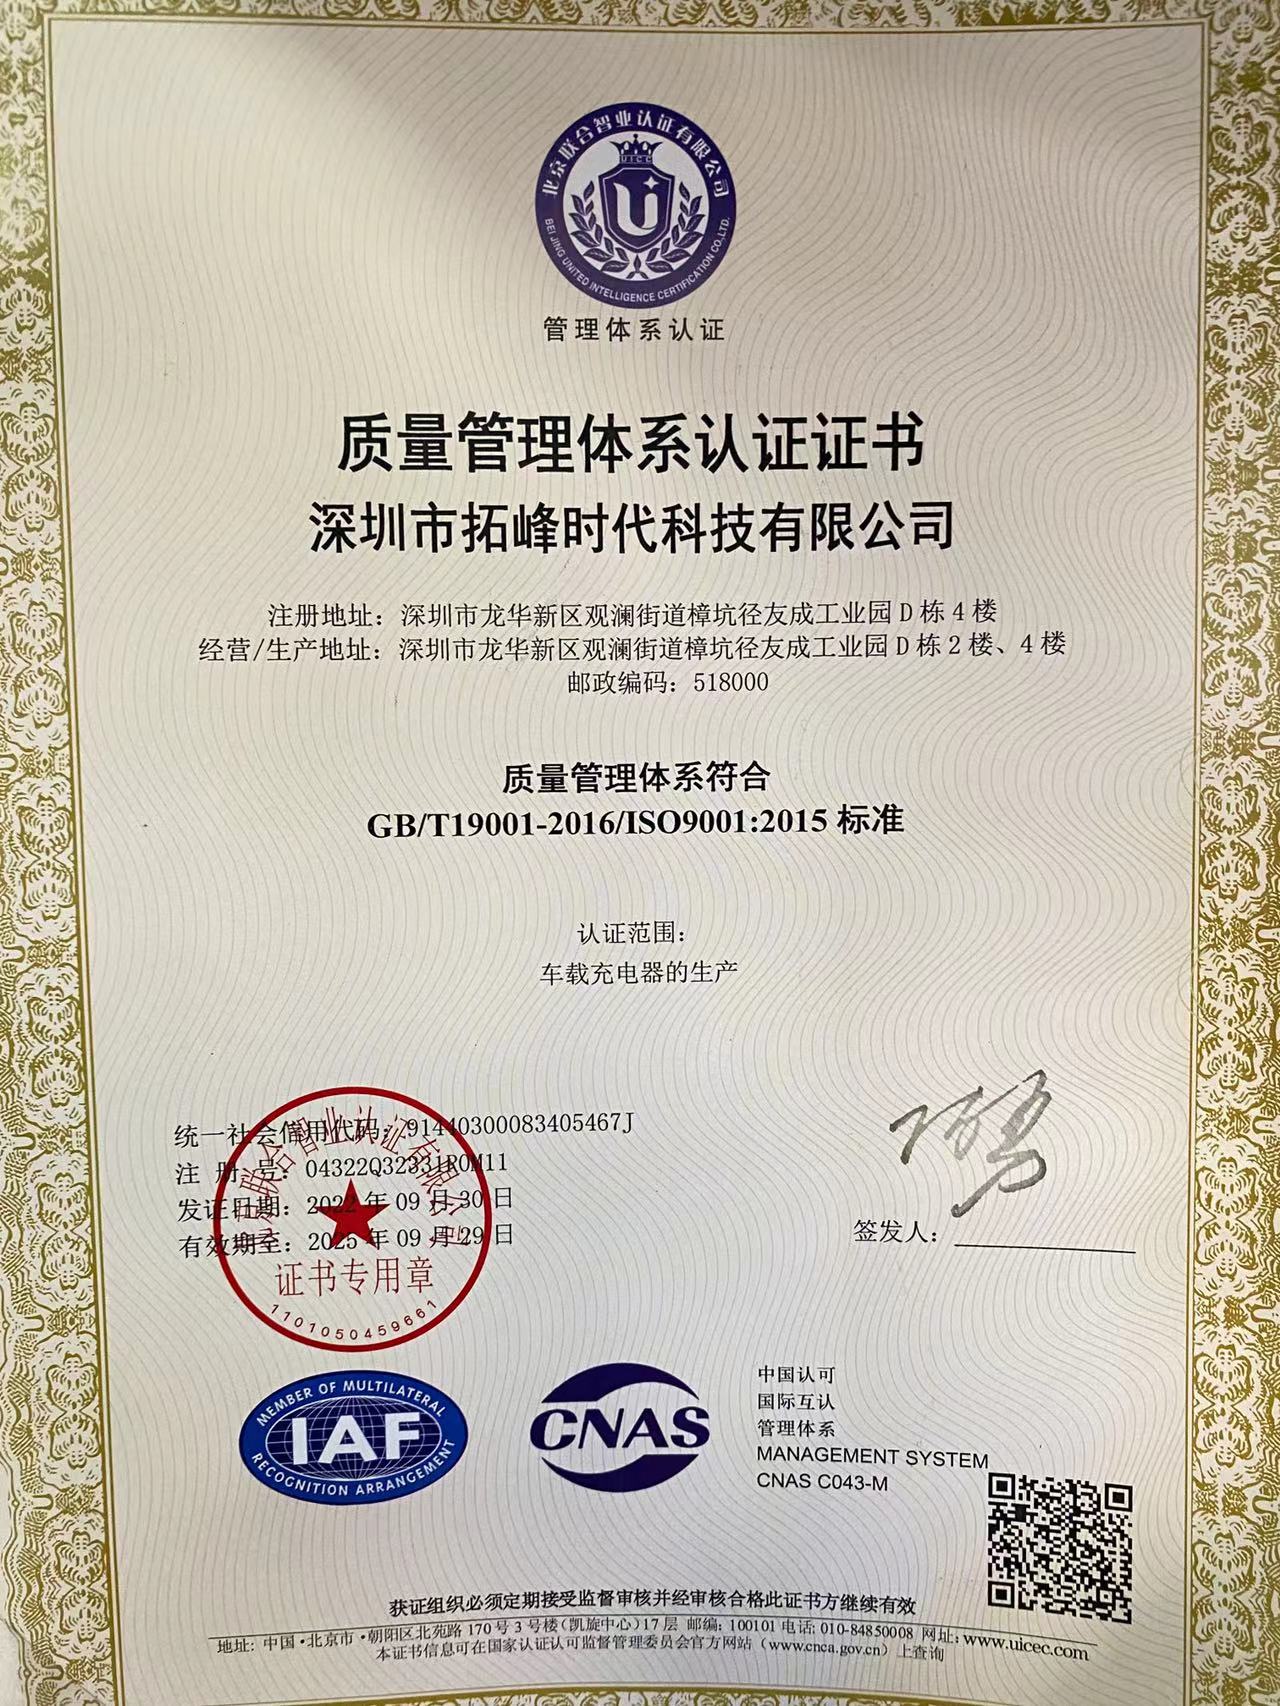 北京联合智业认证有限公司
UICC
BEI JING UNITED INTELLIGENCE CERTIFICATION CO.,LTD.
管理体系认证
质量管理体系认证证书
深圳市拓峰时代科技有限公司
注册地址：深圳市龙华新区观澜街道樟坑径友成工业园 D 栋 4 楼
经营/生产地址：深圳市龙华新区观澜街道樟坑径友成工业园 D 栋 2 楼、4 楼
邮政编码：518000
质量管理体系符合
GB/T19001-2016/ISO9001:2015 标准
认证范围：
车载充电器的生产
统一社会信用代码：91440300083405467J
注 册 号：04322Q32331R0M11
发证日期：2022 年 09 月 30 日
有效期至：2025 年 09 月 29 日
北京联合智业认证有限公司
证书专用章
1101050459661
签发人：
MEMBER OF MULTILATERAL
IAF
RECOGNITION ARRANGEMENT
CNAS
中国认可
国际互认
管理体系
MANAGEMENT SYSTEM
CNAS C043-M
获证组织必须定期接受监督审核并经审核合格此证书方继续有效
地址: 中国·北京市·朝阳区北苑路 170 号 3 号楼(凯旋中心) 17 层 邮编: 100101 电话: 010-84850008 网址: www.uicec.com
本证书信息可在国家认证认可监督管理委员会官方网站（www.cnca.gov.cn）上查询